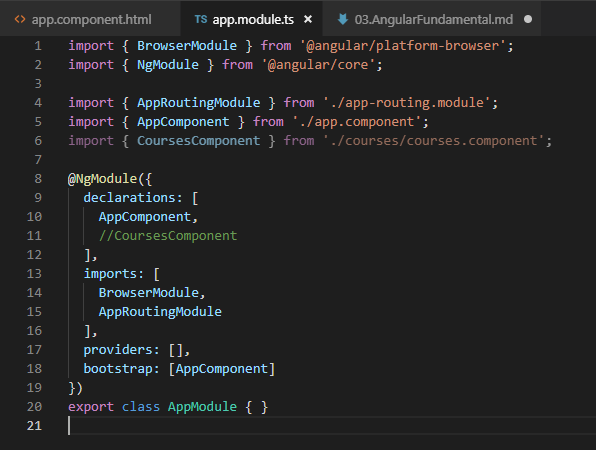 <> app.component.html TS app.module.ts × 03.AngularFundamental.md ●
1 import { BrowserModule } from '@angular/platform-browser';
2 import { NgModule } from '@angular/core';
3
4 import { AppRoutingModule } from './app-routing.module';
5 import { AppComponent } from './app.component';
6 import { CoursesComponent } from './courses/courses.component';
7
8 @NgModule({
9   declarations: [
10     AppComponent,
11     //CoursesComponent
12   ],
13   imports: [
14     BrowserModule,
15     AppRoutingModule
16   ],
17   providers: [],
18   bootstrap: [AppComponent]
19 })
20 export class AppModule { }
21